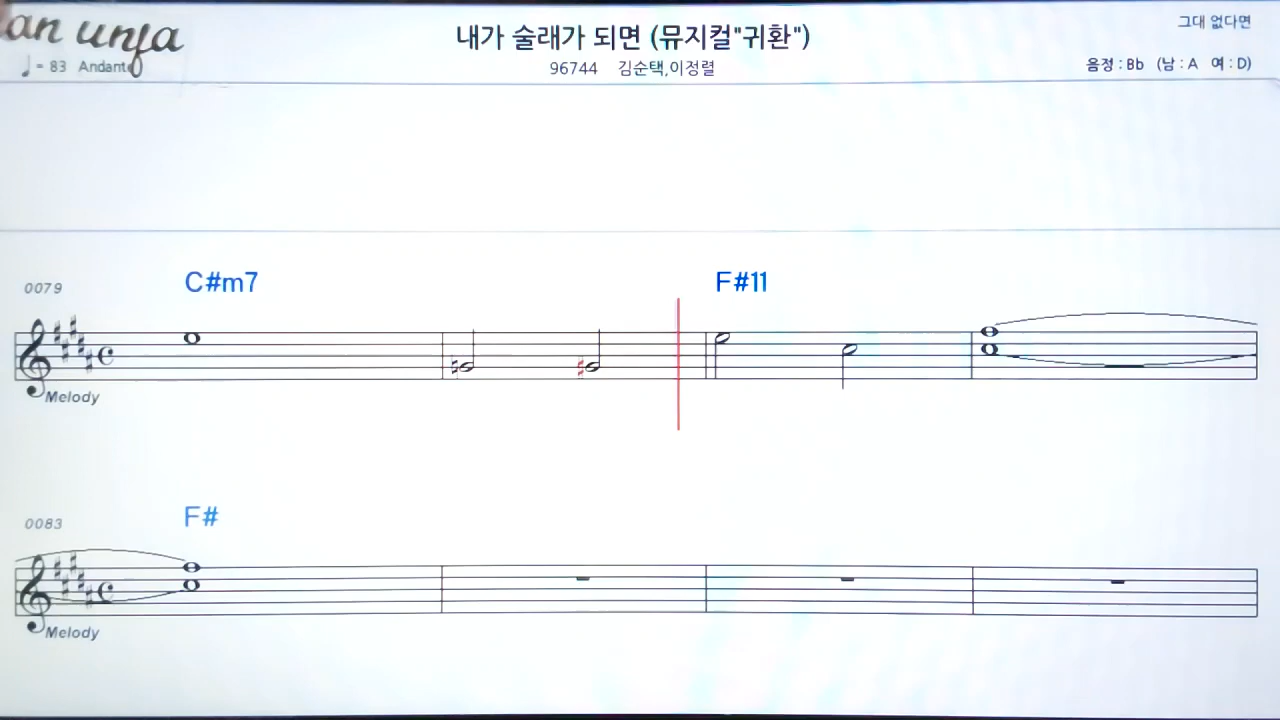 an unfa
♩= 83 Andante
내가 술래가 되면 (뮤지컬"귀환")
96744 김순택,이정렬
그대 없다면
음정 : Bb (남 : A 여 : D)
0079
C#m7
F#11
Melody
0083
F#
Melody